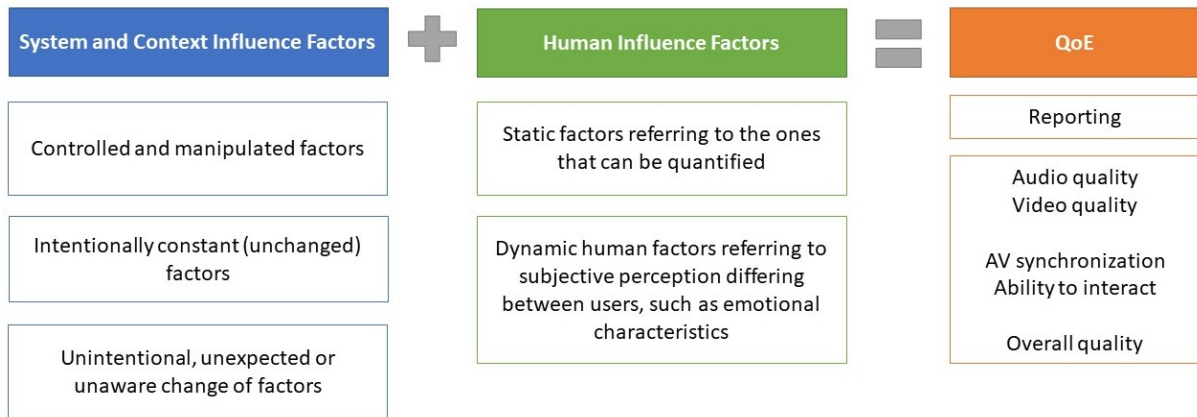 System and Context Influence Factors
Controlled and manipulated factors
Intentionally constant (unchanged)
factors
Unintentional, unexpected or
unaware change of factors
Human Influence Factors
Static factors referring to the ones
that can be quantified
Dynamic human factors referring to
subjective perception differing
between users, such as emotional
characteristics
QoE
Reporting
Audio quality
Video quality
AV synchronization
Ability to interact
Overall quality